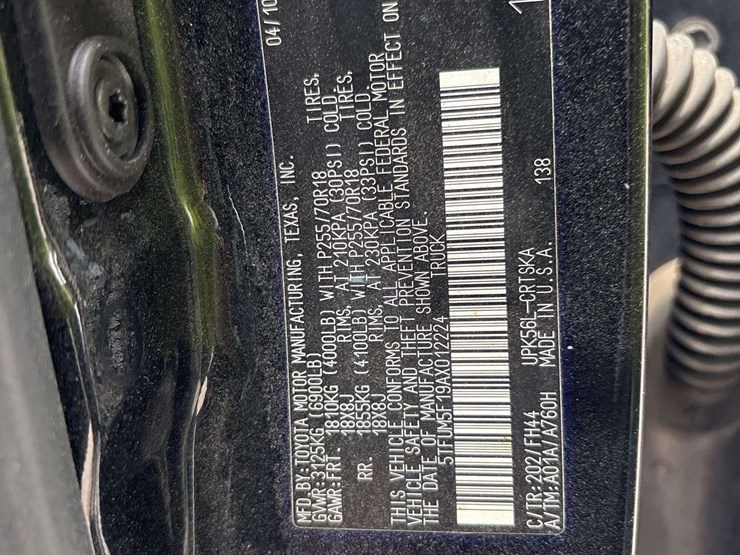 MFD.BY:TOYOTA MOTOR MANUFACTURING, TEXAS, INC. 04/10
GVWR:3125KG (6900LB)
GAWR:FRT. 1810KG (4000LB) WITH P255/70R18 TIRES,
18X8J RIMS, AT 210KPA (30PSI) COLD.
RR. 1855KG (4100LB) WITH P255/70R18 TIRES,
18X8J RIMS, AT 230KPA (33PSI) COLD.
THIS VEHICLE CONFORMS TO ALL APPLICABLE FEDERAL MOTOR
VEHICLE SAFETY AND THEFT PREVENTION STANDARDS IN EFFECT ON
THE DATE OF MANUFACTURE SHOWN ABOVE.
5TFUM5F19AX012224 TRUCK
C/TR:202/FH44 UPK56L-CRTSKA 138
A/TM:A01A/A760H MADE IN U.S.A.